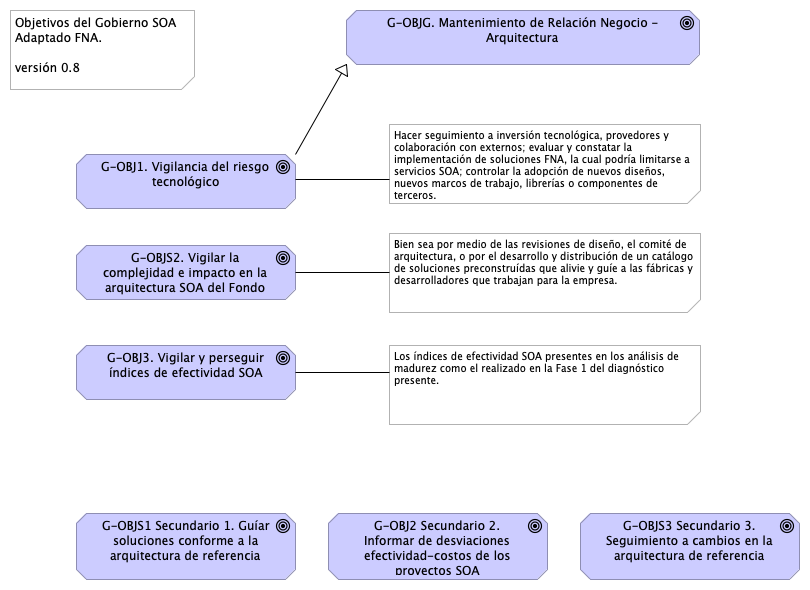 Objetivos del Gobierno SOA
Adaptado FNA.
versión 0.8
G-OBJG. Mantenimiento de Relación Negocio -
Arquitectura
G-OBJ1. Vigilancia del riesgo
tecnológico
Hacer seguimiento a inversión tecnológica, provedores y
colaboración con externos; evaluar y constatar la
implementación de soluciones FNA, la cual podría limitarse a
servicios SOA; controlar la adopción de nuevos diseños,
nuevos marcos de trabajo, librerías o componentes de
terceros.
G-OBJS2. Vigilar la
complejidad e impacto en la
arquitectura SOA del Fondo
Bien sea por medio de las revisiones de diseño, el comité de
arquitectura, o por el desarrollo y distribución de un catálogo
de soluciones preconstruídas que alivie y guíe a las fábricas y
desarrolladores que trabajan para la empresa.
G-OBJ3. Vigilar y perseguir
índices de efectividad SOA
Los índices de efectividad SOA presentes en los análisis de
madurez como el realizado en la Fase 1 del diagnóstico
presente.
G-OBJS1 Secundario 1. Guíar
soluciones conforme a la
arquitectura de referencia
G-OBJ2 Secundario 2.
Informar de desviaciones
efectividad-costos de los
proyectos SOA
G-OBJS3 Secundario 3.
Seguimiento a cambios en la
arquitectura de referencia